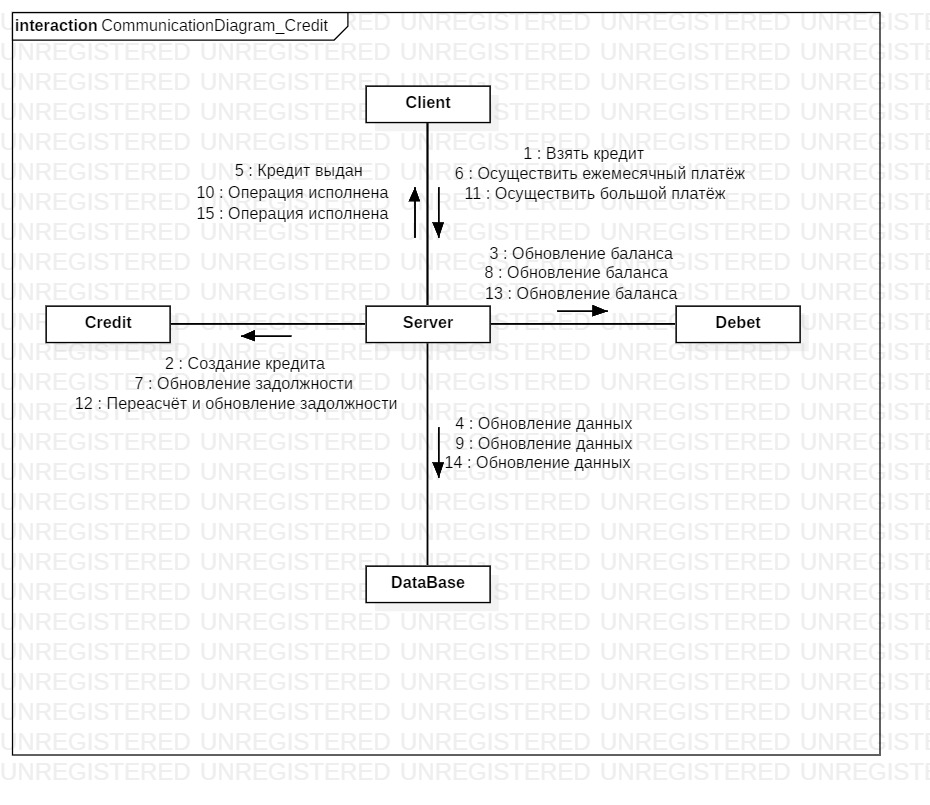 interaction CommunicationDiagram_Credit
Client
1 : Взять кредит
6 : Осуществить ежемесячный платёж
11 : Осуществить большой платёж
5 : Кредит выдан
10 : Операция исполнена
15 : Операция исполнена
3 : Обновление баланса
8 : Обновление баланса
13 : Обновление баланса
Credit
Server
Debet
2 : Создание кредита
7 : Обновление задолжности
12 : Переасчёт и обновление задолжности
4 : Обновление данных
9 : Обновление данных
14 : Обновление данных
DataBase
UNREGISTERED